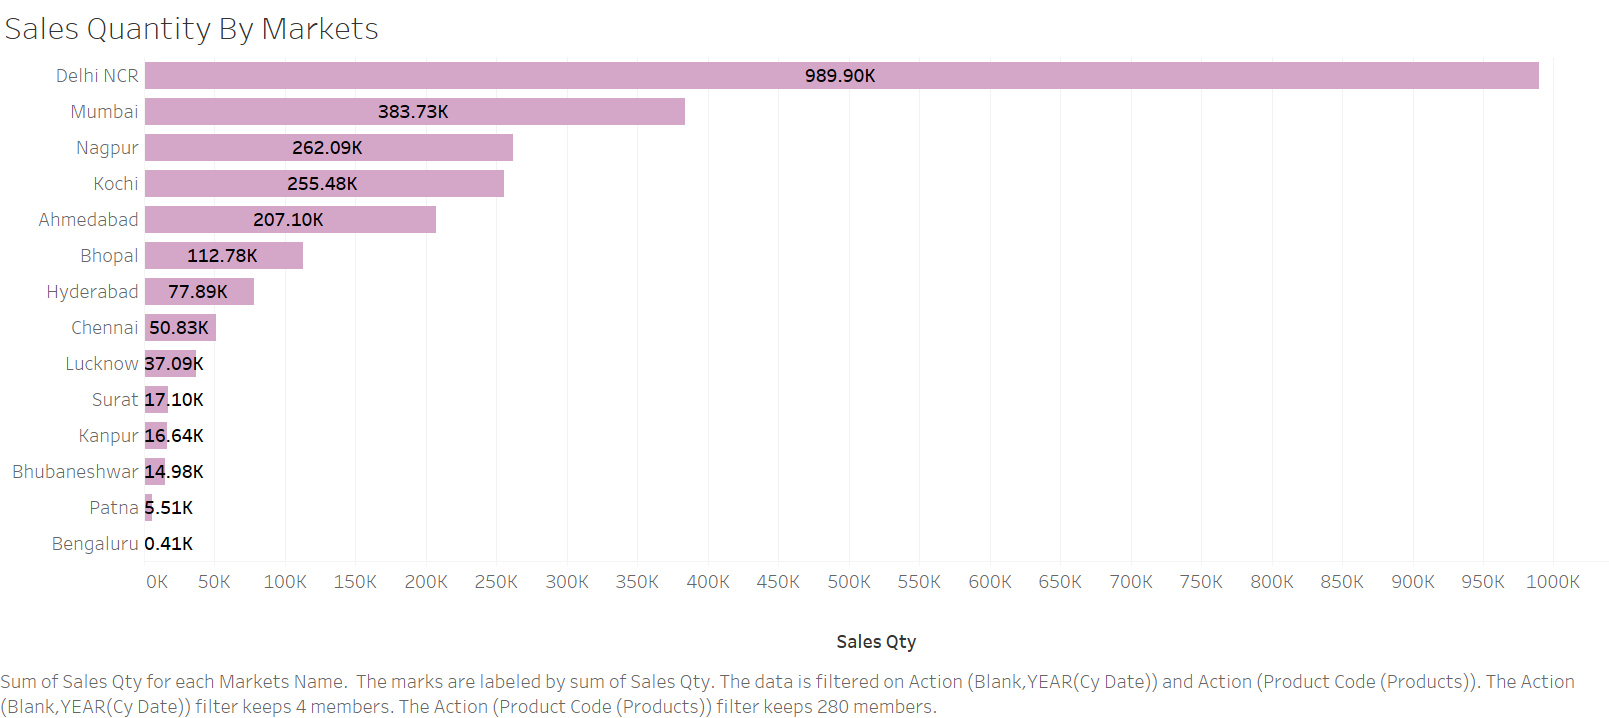 Sales Quantity By Markets
Delhi NCR 989.90K
Mumbai 383.73K
Nagpur 262.09K
Kochi 255.48K
Ahmedabad 207.10K
Bhopal 112.78K
Hyderabad 77.89K
Chennai 50.83K
Lucknow 37.09K
Surat 17.10K
Kanpur 16.64K
Bhubaneshwar 14.98K
Patna 5.51K
Bengaluru 0.41K
0K 50K 100K 150K 200K 250K 300K 350K 400K 450K 500K 550K 600K 650K 700K 750K 800K 850K 900K 950K 1000K
Sales Qty
Sum of Sales Qty for each Markets Name.  The marks are labeled by sum of Sales Qty. The data is filtered on Action (Blank,YEAR(Cy Date)) and Action (Product Code (Products)). The Action
(Blank,YEAR(Cy Date)) filter keeps 4 members. The Action (Product Code (Products)) filter keeps 280 members.